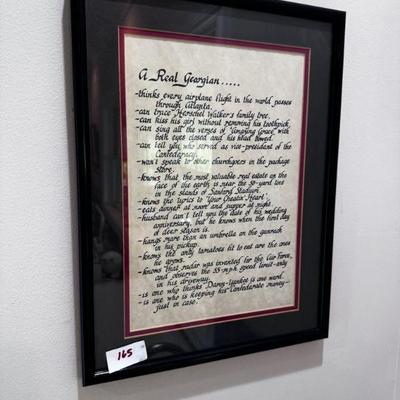 A Real Georgian.....
-thinks every airplane flight in the world passes
through Atlanta.
-can trace Herschel Walker's family tree.
-can kiss his girl without removing his toothpick.
-can sing all the verses of "Amazing Grace" with
both eyes closed and his head bowed.
-can tell you who served as vice-president of the
Confederacy.
-won't speak to other churchgoers in the package
store.
-knows that the most valuable real estate on the
face of the earth is near the 50-yard line
in the stands of Sanford Stadium.
-knows the lyrics to "Your Cheatin' Heart".
-eats dinner at noon and supper at night.
-husband can't tell you the date of his wedding
anniversary, but he knows when the first day
of deer season is.
-hangs more than an umbrella on the gunrack
in his pickup.
-knows the only tomatoes fit to eat are the ones
he grows.
-knows that radar was invented for the Air Force,
and observes the 55-mph speed limit-only
in his driveway.
-is one who thinks Damn-Yankee is one word.
-is one who is keeping his Confederate money-
just in case.
165